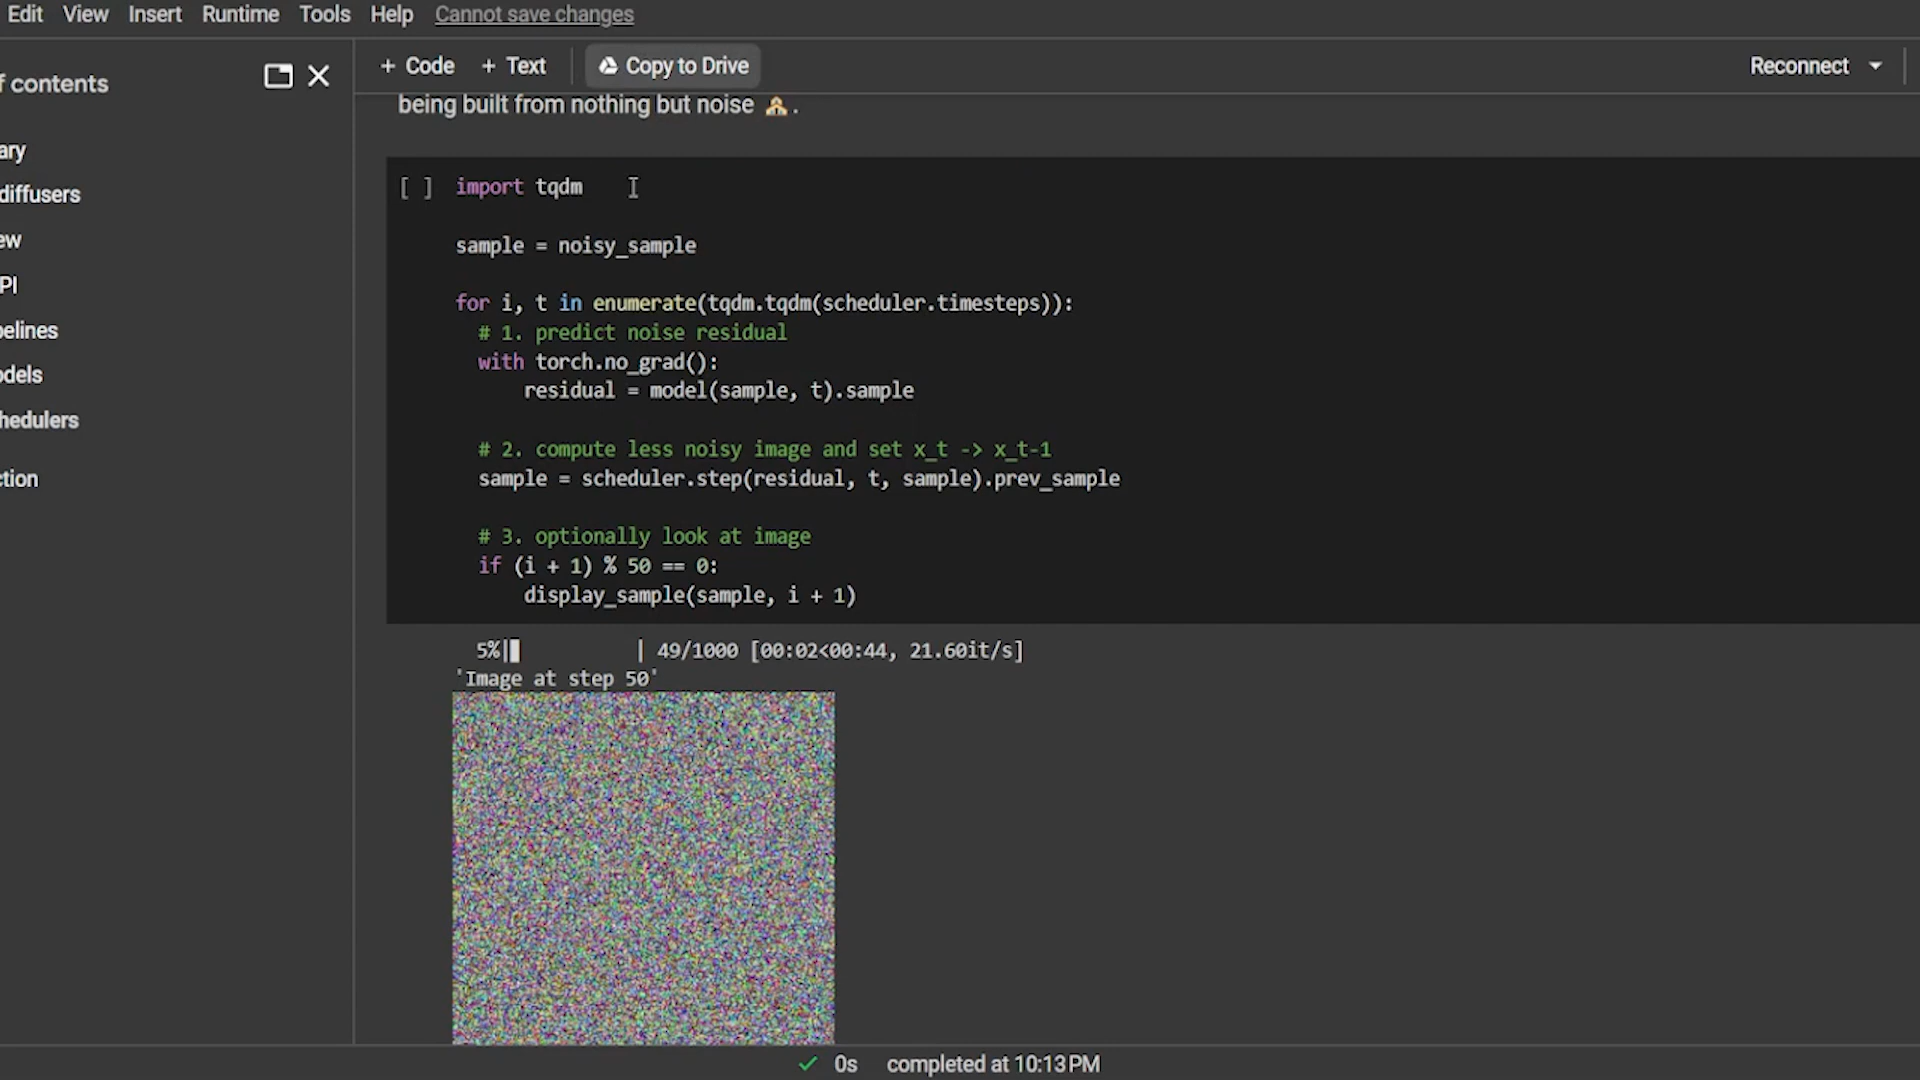 Edit View Insert Runtime Tools Help Cannot save changes
f contents
+ Code + Text Copy to Drive Reconnect
being built from nothing but noise .
ary
diffusers
ew
PI
pelines
odels
hedulers
ction
[ ] import tqdm
sample = noisy_sample
for i, t in enumerate(tqdm.tqdm(scheduler.timesteps)):
# 1. predict noise residual
with torch.no_grad():
residual = model(sample, t).sample
# 2. compute less noisy image and set x_t -> x_t-1
sample = scheduler.step(residual, t, sample).prev_sample
# 3. optionally look at image
if (i + 1) % 50 == 0:
display_sample(sample, i + 1)
5%| | 49/1000 [00:02<00:44, 21.60it/s]
'Image at step 50'
0s completed at 10:13 PM